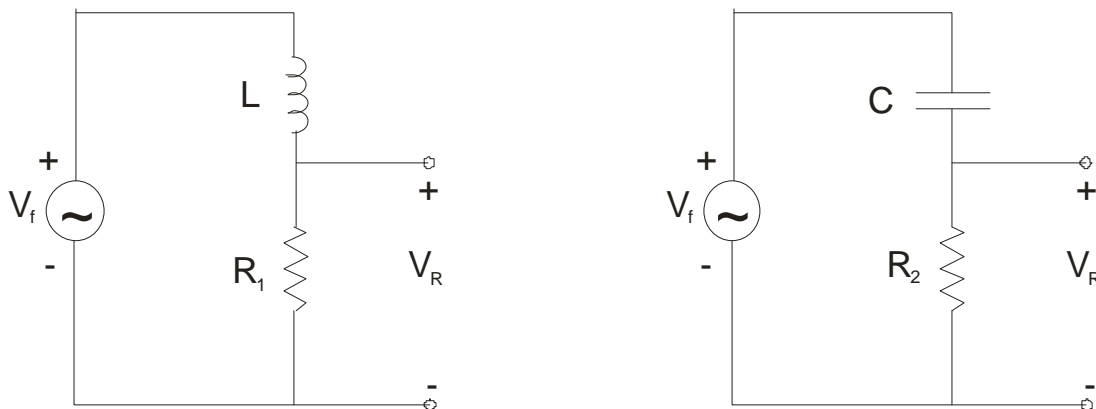 L
+
V_f
~
-
R_1
+
V_R
-
C
+
V_f
~
-
R_2
+
V_R
-